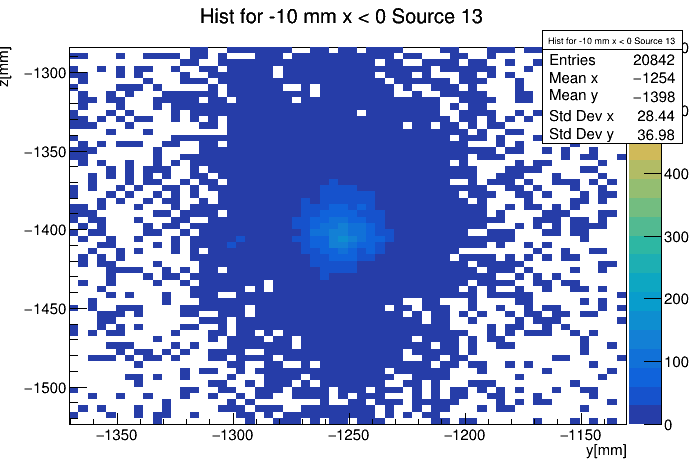 Hist for -10 mm x < 0 Source 13
z[mm]
Hist for -10 mm x < 0 Source 13
Entries 20842
Mean x −1254
Mean y −1398
Std Dev x 28.44
Std Dev y 36.98
−1300
−1350
−1400
−1450
−1500
400
300
200
100
0
−1350
−1300
−1250
−1200
−1150
y[mm]